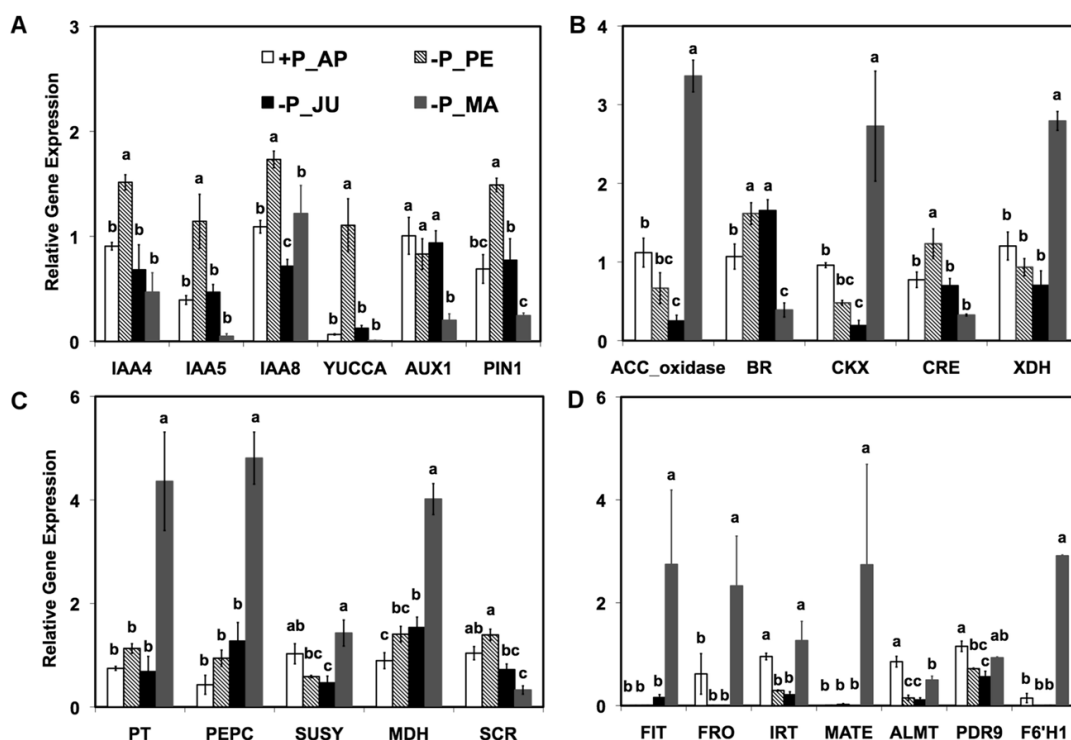 A
Relative Gene Expression
3
2
1
0
+P_AP
-P_PE
-P_JU
-P_MA
b a b b
b a b b
b a c b
b a b b
a a a b
bc a b c
IAA4 IAA5 IAA8 YUCCA AUX1 PIN1
B
4
3
2
1
0
b bc c a
b a a c
b bc c a
b a b c
b b b a
ACC_oxidase BR CKX CRE XDH
C
Relative Gene Expression
6
4
2
0
b b b a
b b b a
ab bc c a
c bc b a
ab a bc c
PT PEPC SUSY MDH SCR
D
6
4
2
0
b b b a
b b b a
a b b a
b b b a
a c c b
a bc c ab
b b b a
FIT FRO IRT MATE ALMT PDR9 F6'H1